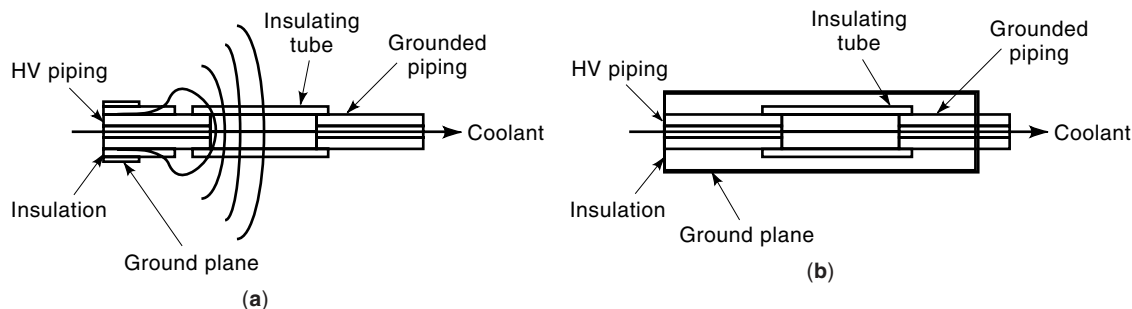 Insulating
tube
Grounded
piping
HV piping
Coolant
Insulation
Ground plane
(a)
Insulating
tube
Grounded
piping
HV piping
Coolant
Insulation
Ground plane
(b)